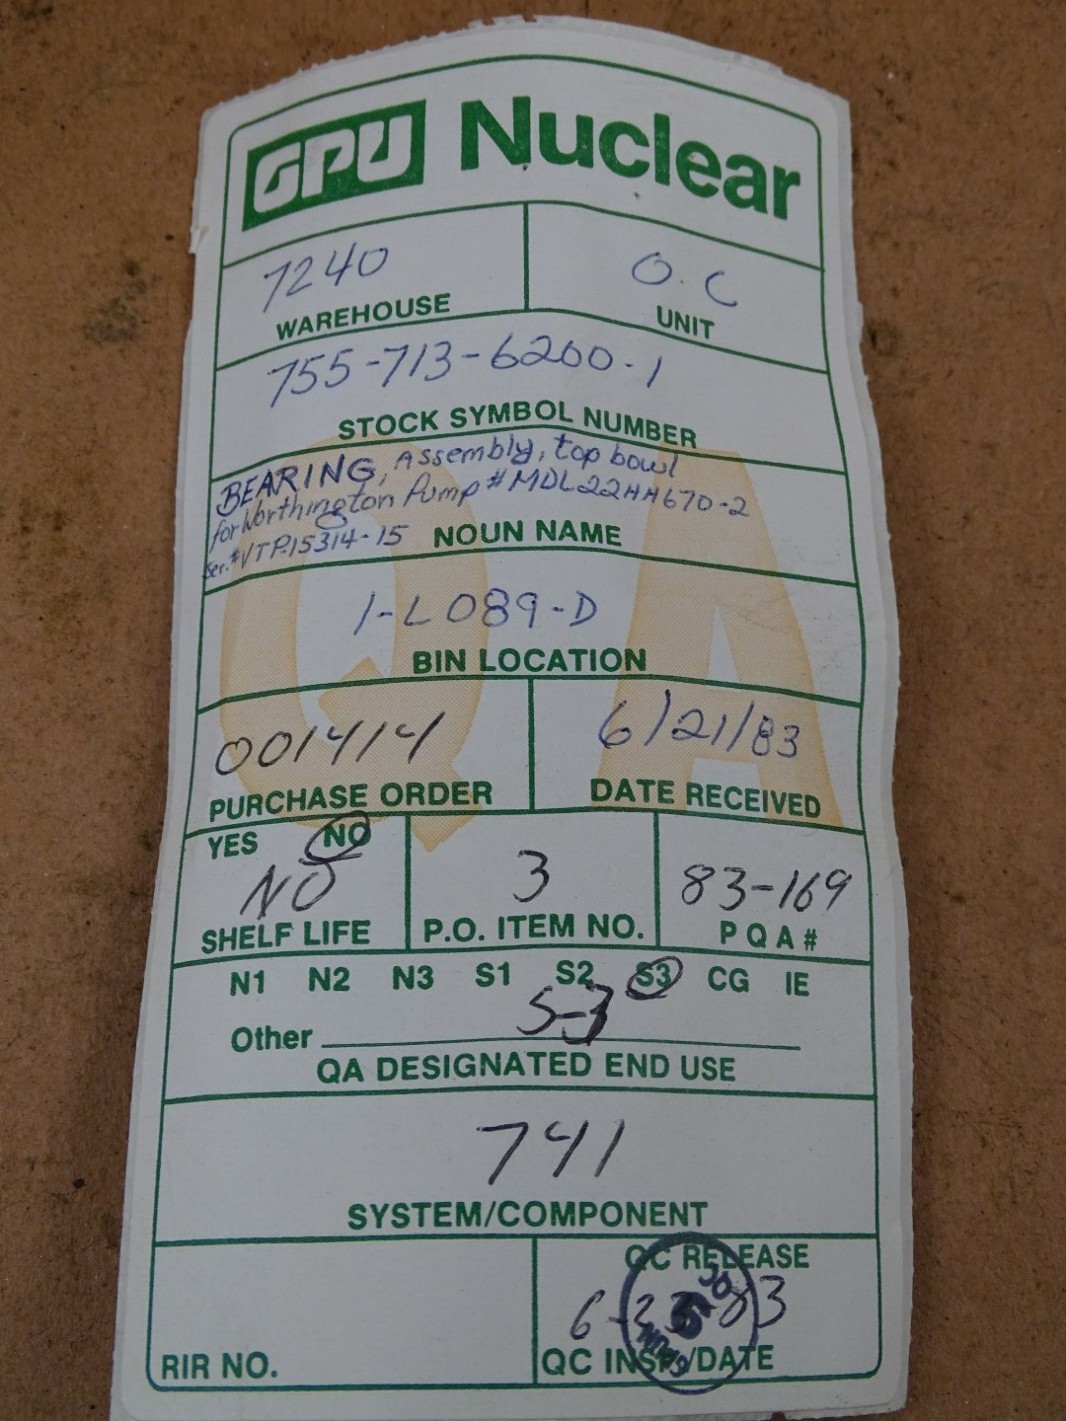 GPU Nuclear
7240 O.C
WAREHOUSE UNIT
755-713-6200-1
STOCK SYMBOL NUMBER
BEARING, Assembly, top bowl
for Worthington Pump # MDL22HH670-2
Ser.# VTP15314-15 NOUN NAME
1-L089-D
BIN LOCATION
QA
001414 6/21/83
PURCHASE ORDER DATE RECEIVED
YES NO
NO 3 83-169
SHELF LIFE P.O. ITEM NO. PQA#
N1 N2 N3 S1 S2 S3 CG IE
Other S-3
QA DESIGNATED END USE
741
SYSTEM/COMPONENT
QC RELEASE
6-23-83
RIR NO. QC INSP/DATE